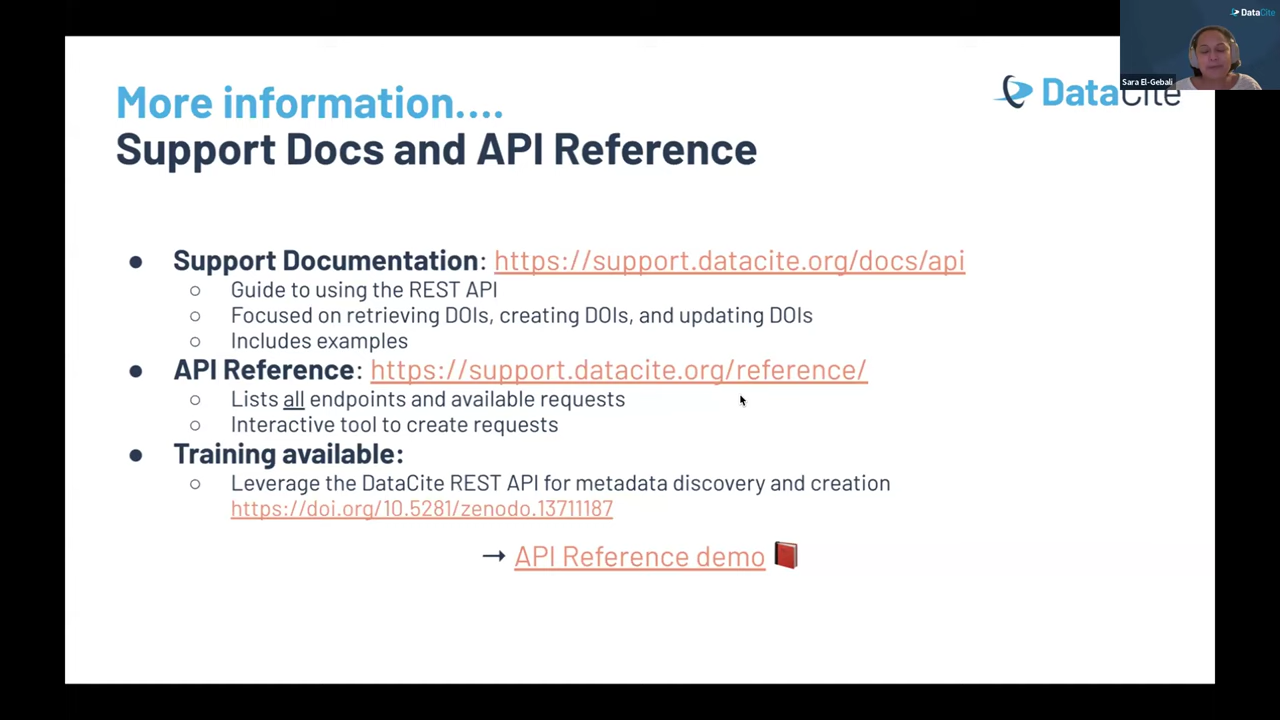 DataCite
Sara El-Gebali
More information....
DataCite
Support Docs and API Reference
● Support Documentation: https://support.datacite.org/docs/api
○ Guide to using the REST API
○ Focused on retrieving DOIs, creating DOIs, and updating DOIs
○ Includes examples
● API Reference: https://support.datacite.org/reference/
○ Lists all endpoints and available requests
○ Interactive tool to create requests
● Training available:
○ Leverage the DataCite REST API for metadata discovery and creation
https://doi.org/10.5281/zenodo.13711187
→ API Reference demo 📕